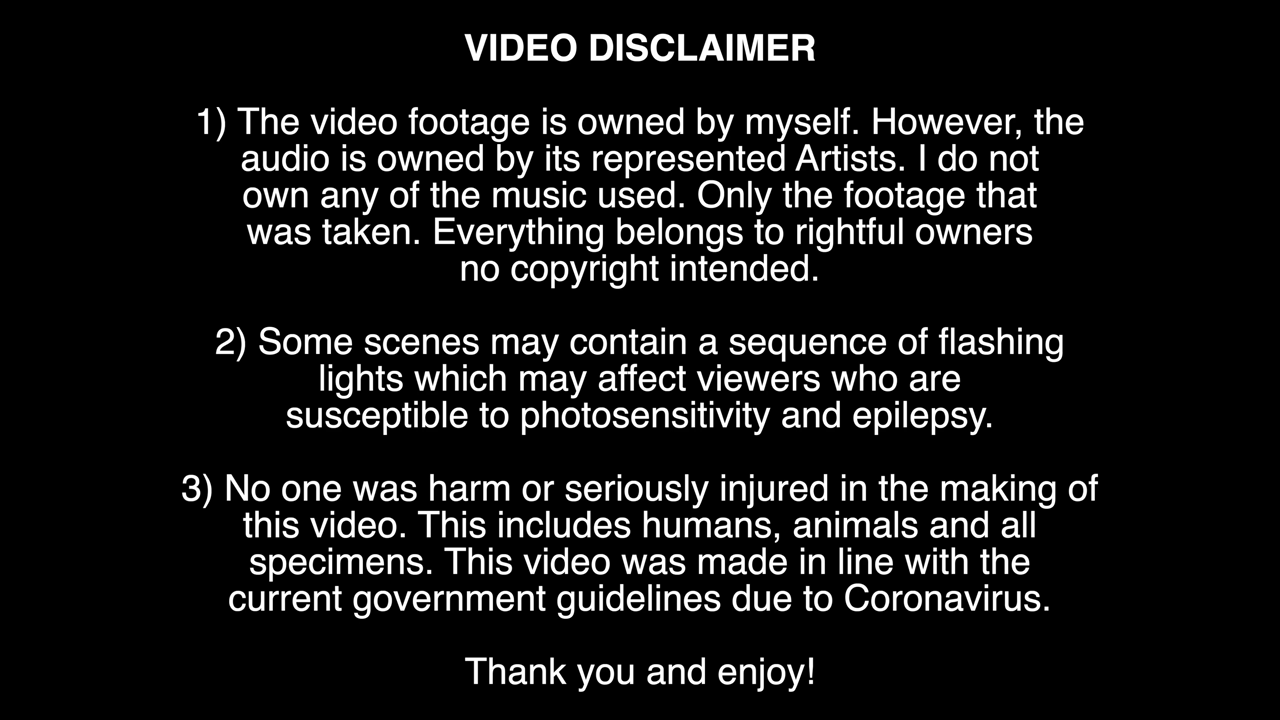 VIDEO DISCLAIMER
1) The video footage is owned by myself. However, the
audio is owned by its represented Artists. I do not
own any of the music used. Only the footage that
was taken. Everything belongs to rightful owners
no copyright intended.
2) Some scenes may contain a sequence of flashing
lights which may affect viewers who are
susceptible to photosensitivity and epilepsy.
3) No one was harm or seriously injured in the making of
this video. This includes humans, animals and all
specimens. This video was made in line with the
current government guidelines due to Coronavirus.
Thank you and enjoy!